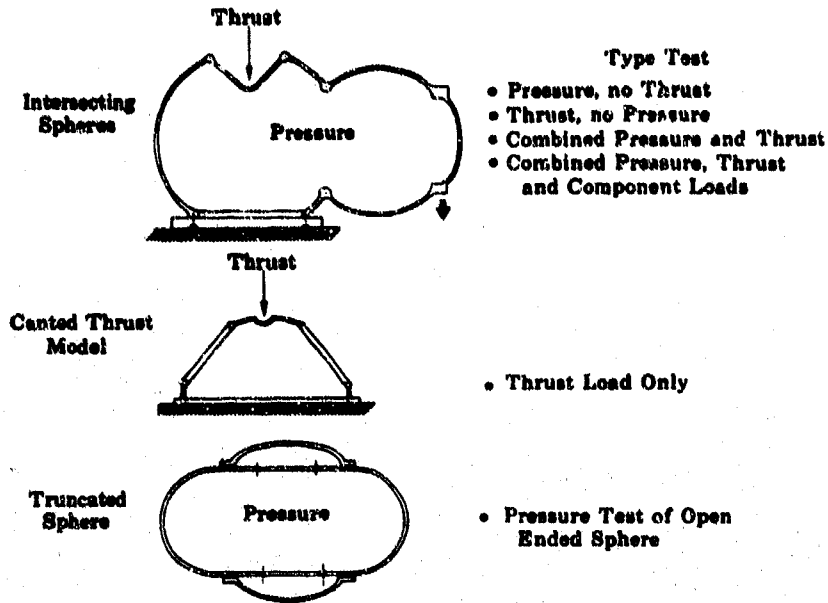 Thrust
Type Test
Intersecting
Spheres
Pressure
• Pressure, no Thrust
• Thrust, no Pressure
• Combined Pressure and Thrust
• Combined Pressure, Thrust
and Component Loads
Thrust
Canted Thrust
Model
• Thrust Load Only
Truncated
Sphere
Pressure
• Pressure Test of Open
Ended Sphere